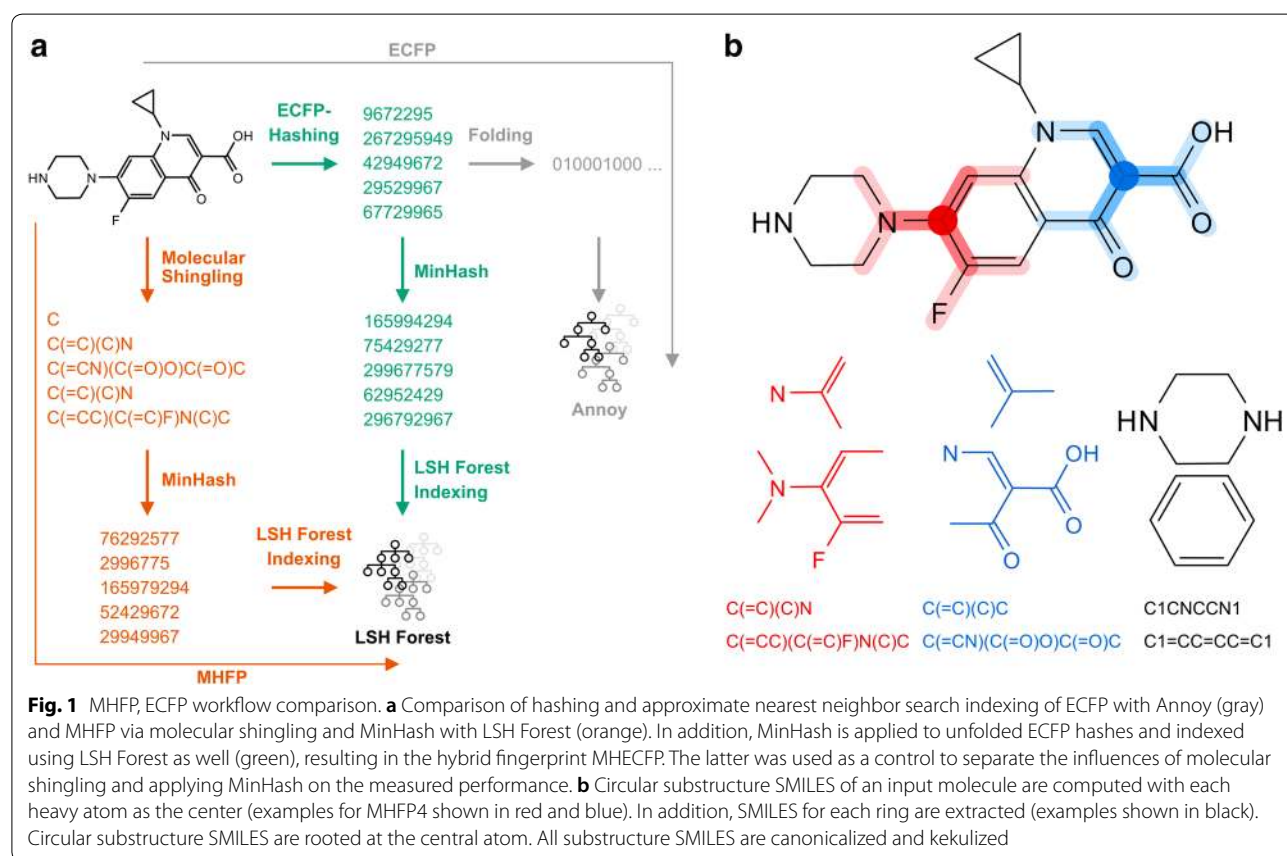 a
ECFP
ECFP-
Hashing
9672295
267295949
42949672
29529967
67729965
Folding
010001000 ...
OH
N
O
O
F
N
HN
Molecular
Shingling
MinHash
C
C(=C)(C)N
C(=CN)(C(=O)O)C(=O)C
C(=C)(C)N
C(=CC)(C(=C)F)N(C)C
165994294
75429277
299677579
62952429
296792967
Annoy
MinHash
LSH Forest
Indexing
76292577
2996775
165979294
52429672
29949967
LSH Forest
Indexing
LSH Forest
MHFP
b
N
OH
O
O
F
N
HN
N
N
F
N
OH
O
O
HN
NH
C(=C)(C)N
C(=CC)(C(=C)F)N(C)C
C(=C)(C)C
C(=CN)(C(=O)O)C(=O)C
C1CNCCN1
C1=CC=CC=C1
Fig. 1 MHFP, ECFP workflow comparison. a Comparison of hashing and approximate nearest neighbor search indexing of ECFP with Annoy (gray)
and MHFP via molecular shingling and MinHash with LSH Forest (orange). In addition, MinHash is applied to unfolded ECFP hashes and indexed
using LSH Forest as well (green), resulting in the hybrid fingerprint MHECFP. The latter was used as a control to separate the influences of molecular
shingling and applying MinHash on the measured performance. b Circular substructure SMILES of an input molecule are computed with each
heavy atom as the center (examples for MHFP4 shown in red and blue). In addition, SMILES for each ring are extracted (examples shown in black).
Circular substructure SMILES are rooted at the central atom. All substructure SMILES are canonicalized and kekulized